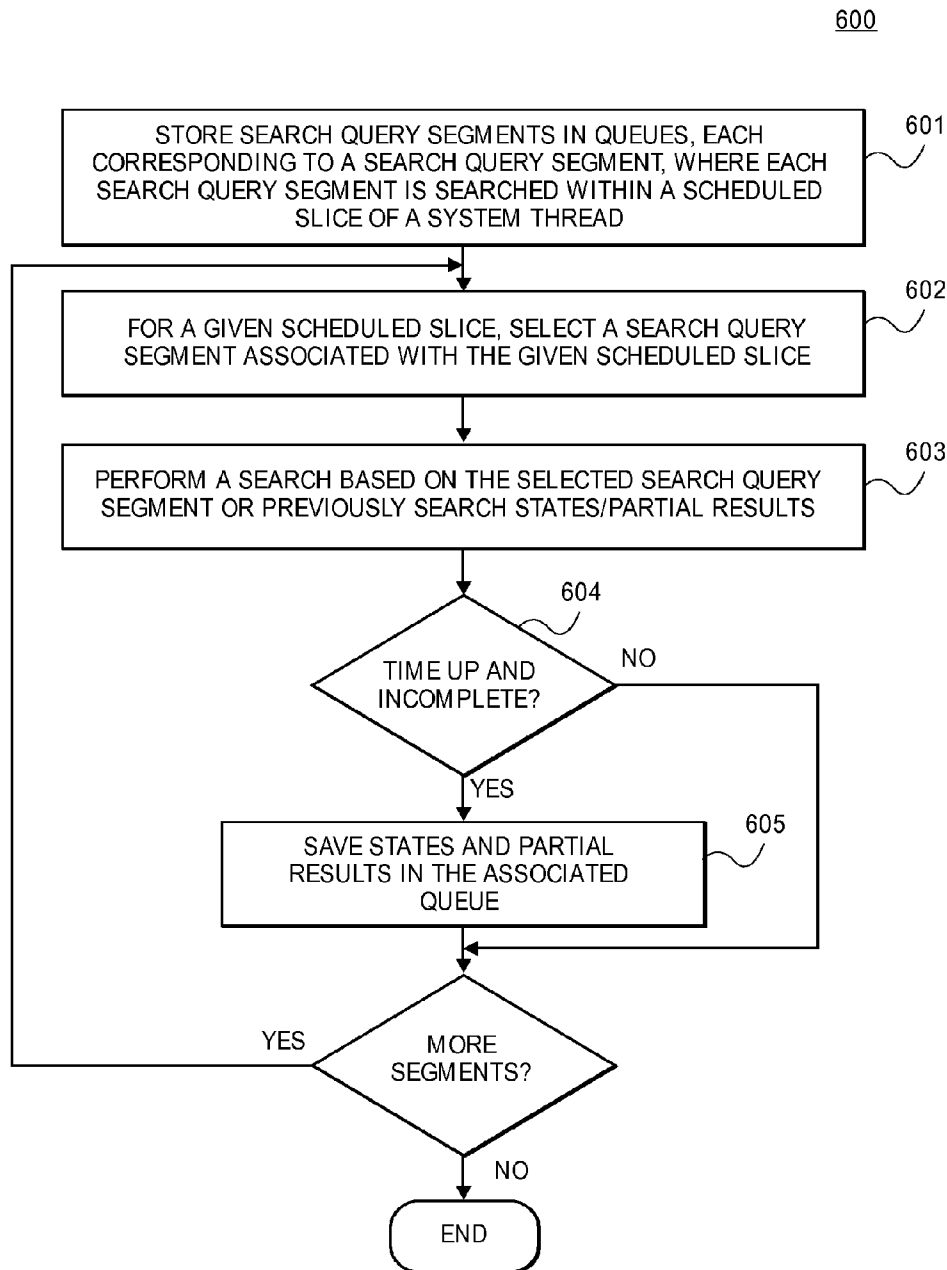 600
STORE SEARCH QUERY SEGMENTS IN QUEUES, EACH
CORRESPONDING TO A SEARCH QUERY SEGMENT, WHERE EACH
SEARCH QUERY SEGMENT IS SEARCHED WITHIN A SCHEDULED
SLICE OF A SYSTEM THREAD
601
FOR A GIVEN SCHEDULED SLICE, SELECT A SEARCH QUERY
SEGMENT ASSOCIATED WITH THE GIVEN SCHEDULED SLICE
602
PERFORM A SEARCH BASED ON THE SELECTED SEARCH QUERY
SEGMENT OR PREVIOUSLY SEARCH STATES/PARTIAL RESULTS
603
604
TIME UP AND
INCOMPLETE?
NO
YES
SAVE STATES AND PARTIAL
RESULTS IN THE ASSOCIATED
QUEUE
605
YES
MORE
SEGMENTS?
NO
END